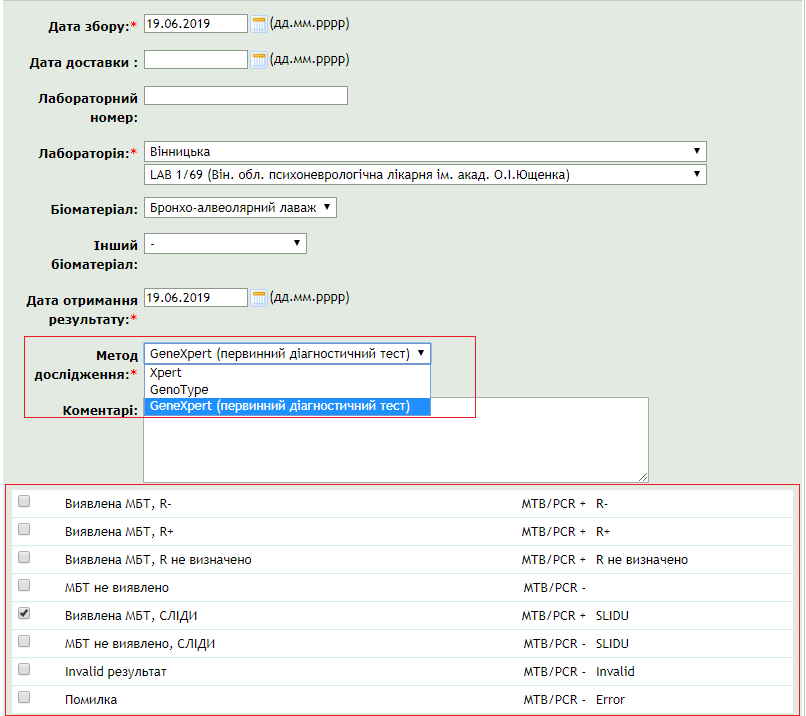 Дата збору:* 19.06.2019 (дд.мм.рррр)
Дата доставки : (дд.мм.рррр)
Лабораторний
номер:
Лабораторія:* Вінницька
LAB 1/69 (Він. обл. психоневрологічна лікарня ім. акад. О.І.Ющенка)
Біоматеріал: Бронхо-алвеолярний лаваж
Інший -
біоматеріал:
Дата отримання 19.06.2019 (дд.мм.рррр)
результату:*
Метод GeneXpert (первинний діагностичний тест)
дослідження:* Xpert
GenoType
Коментарі: GeneXpert (первинний діагностичний тест)
Виявлена МБТ, R- MTB/PCR + R-
Виявлена МБТ, R+ MTB/PCR + R+
Виявлена МБТ, R не визначено MTB/PCR + R не визначено
МБТ не виявлено MTB/PCR -
Виявлена МБТ, СЛІДИ MTB/PCR + SLIDU
МБТ не виявлено, СЛІДИ MTB/PCR - SLIDU
Invalid результат MTB/PCR - Invalid
Помилка MTB/PCR - Error